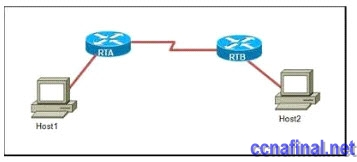 RTA
RTB
Host1
Host2
ccnafinal.net